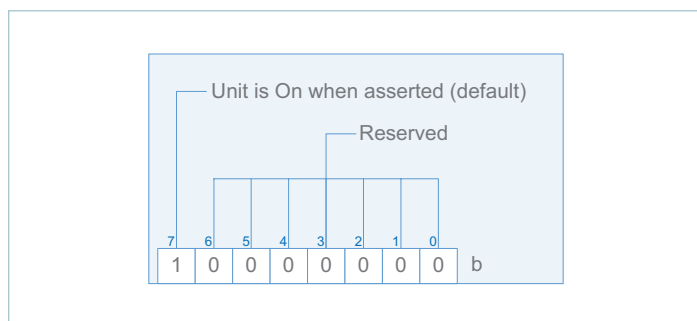 Unit is On when asserted (default)
Reserved
7 6 5 4 3 2 1 0
1 0 0 0 0 0 0 0 b